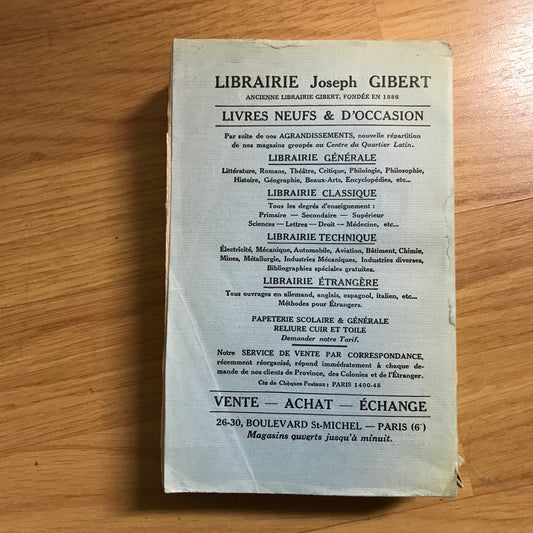 LIBRAIRIE Joseph GIBERT
ANCIENNE LIBRAIRIE GIBERT, FONDÉE EN 1886
LIVRES NEUFS & D'OCCASION
Par suite de nos AGRANDISSEMENTS, nouvelle répartition
de nos magasins groupés au Centre du Quartier Latin.
LIBRAIRIE GÉNÉRALE
Littérature, Romans, Théâtre, Critique, Philologie, Philosophie,
Histoire, Géographie, Beaux-Arts, Encyclopédies, etc...
LIBRAIRIE CLASSIQUE
Tous les degrés d'enseignement :
Primaire — Secondaire — Supérieur
Sciences — Lettres — Droit — Médecine, etc...
LIBRAIRIE TECHNIQUE
Électricité, Mécanique, Automobile, Aviation, Bâtiment, Chimie,
Mines, Métallurgie, Industries Mécaniques, Industries diverses,
Bibliographies spéciales gratuites.
LIBRAIRIE ÉTRANGÈRE
Tous ouvrages en allemand, anglais, espagnol, italien, etc...
Méthodes pour Étrangers.
PAPETERIE SCOLAIRE & GÉNÉRALE
RELIURE CUIR ET TOILE
Demander notre Tarif.
Notre SERVICE DE VENTE PAR CORRESPONDANCE,
récemment réorganisé, répond immédiatement à chaque de-
mande de nos clients de Province, des Colonies et de l'Étranger.
Cte de Chèques Postaux : PARIS 1400-48
VENTE — ACHAT — ÉCHANGE
26-30, BOULEVARD St-MICHEL — PARIS (6e)
Magasins ouverts jusqu'à minuit.